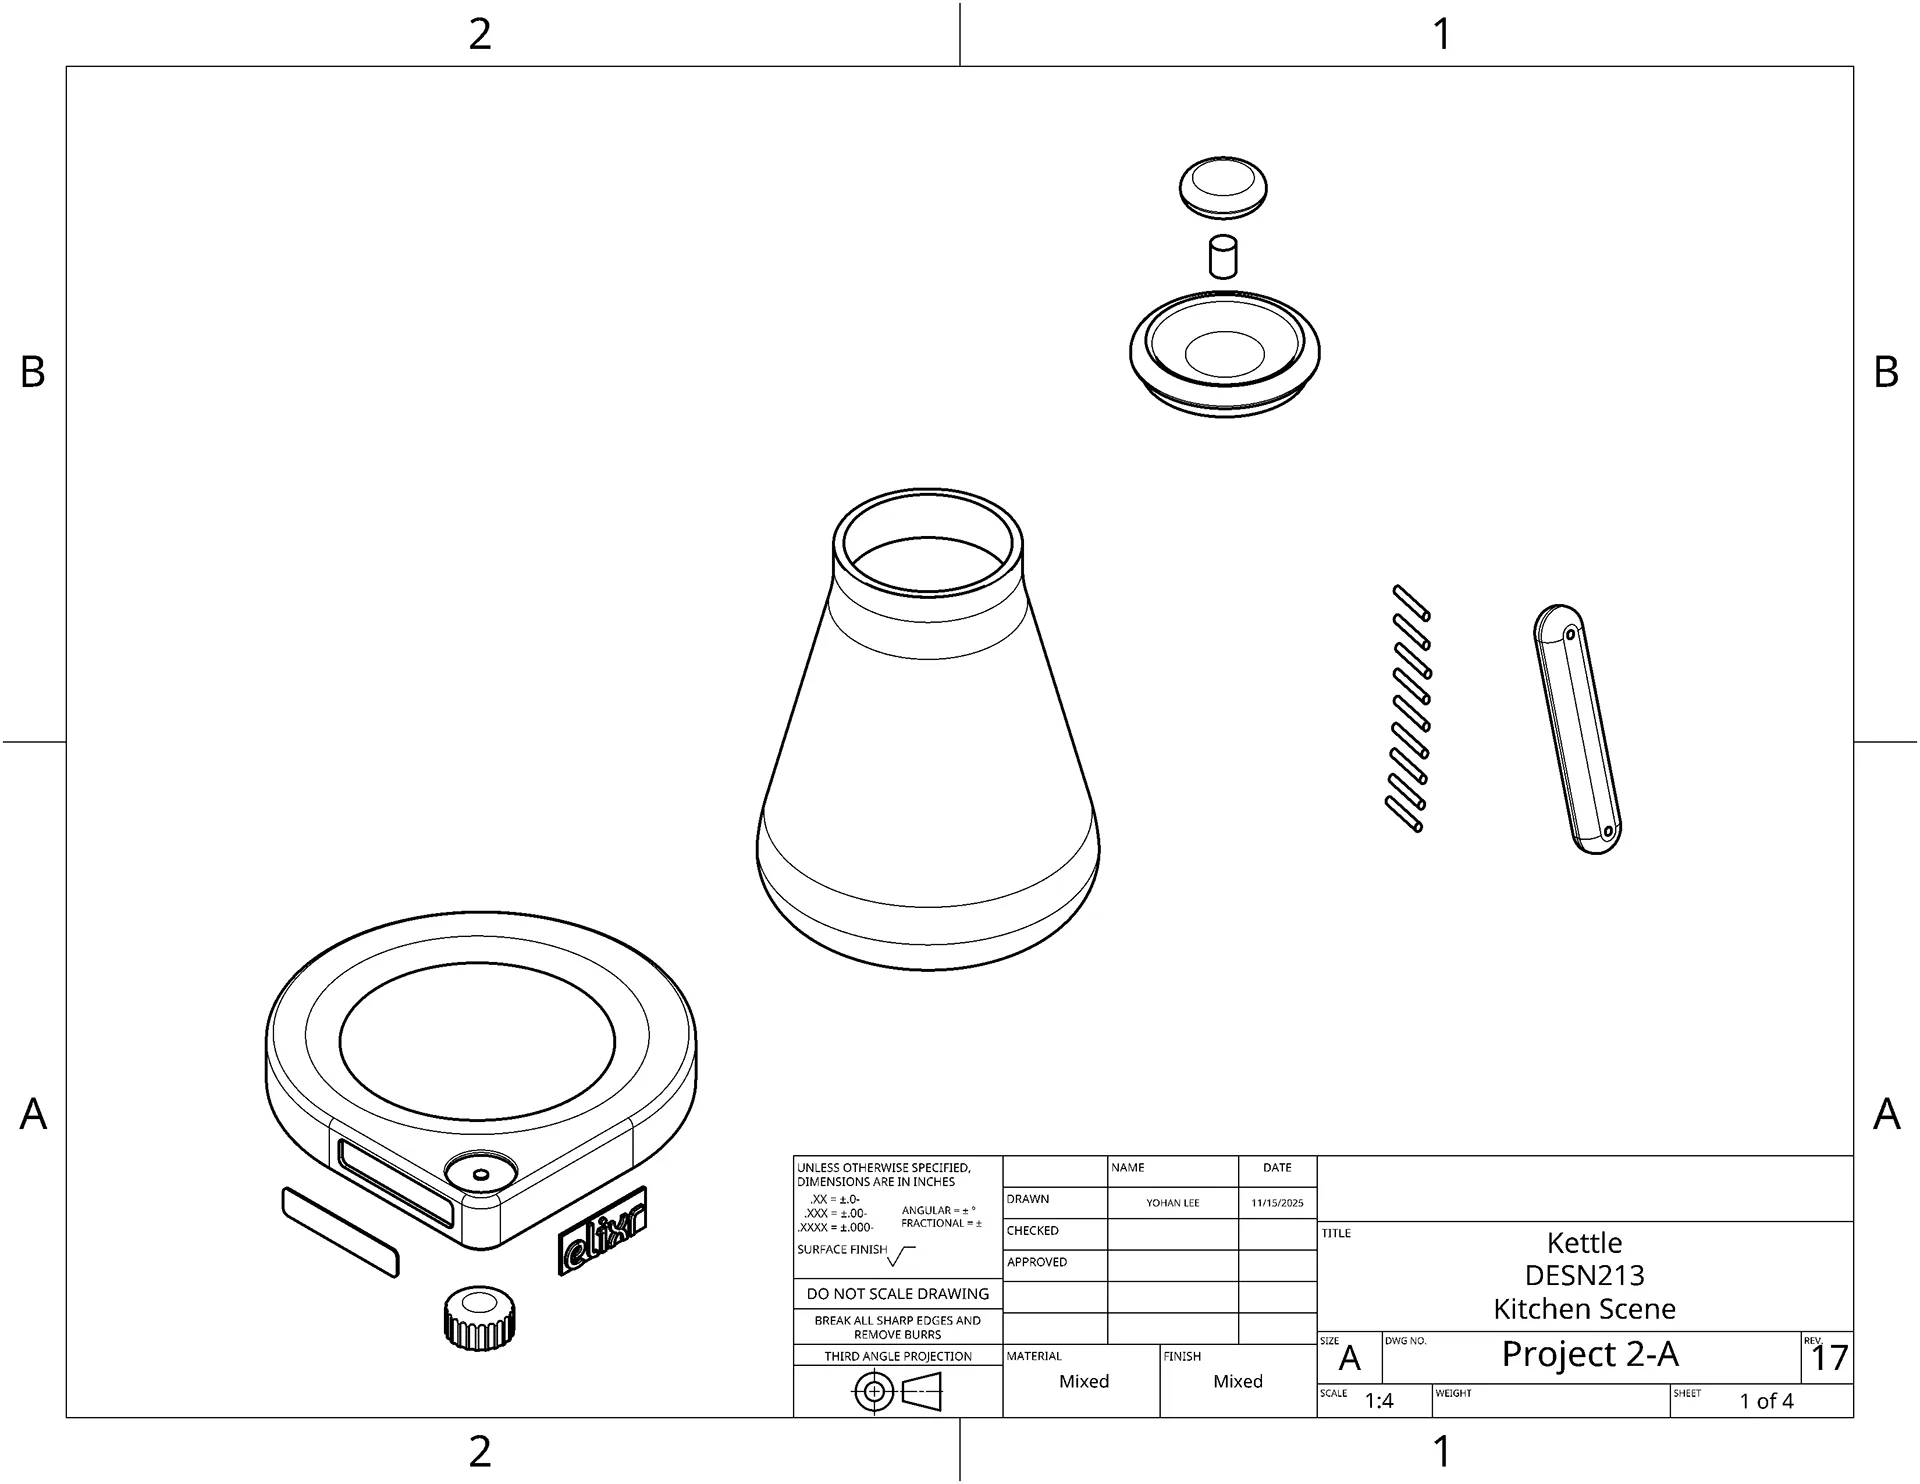 2
1
B
B
A
A
elixr
UNLESS OTHERWISE SPECIFIED,
DIMENSIONS ARE IN INCHES
.XX = ±.0-
.XXX = ±.00-
.XXXX = ±.000-
ANGULAR = ± °
FRACTIONAL = ±
SURFACE FINISH
DO NOT SCALE DRAWING
BREAK ALL SHARP EDGES AND
REMOVE BURRS
THIRD ANGLE PROJECTION
NAME
DATE
DRAWN
YOHAN LEE
11/15/2025
CHECKED
APPROVED
MATERIAL
Mixed
FINISH
Mixed
TITLE
Kettle
DESN213
Kitchen Scene
SIZE
A
DWG NO.
Project 2-A
REV.
17
SCALE
1:4
WEIGHT
SHEET
1 of 4
2
1